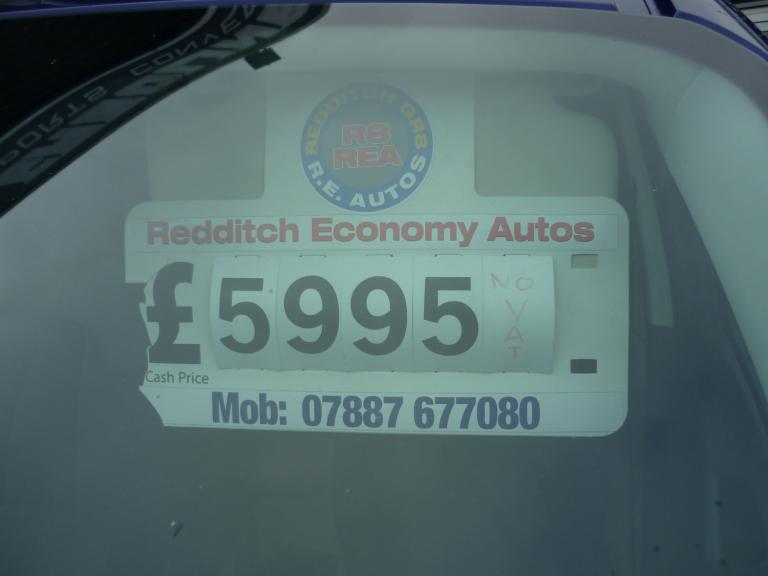 REDDITCH GR8
R8
REA
R.E. AUTOS
Redditch Economy Autos
£5995 NO VAT
Cash Price
Mob: 07887 677080